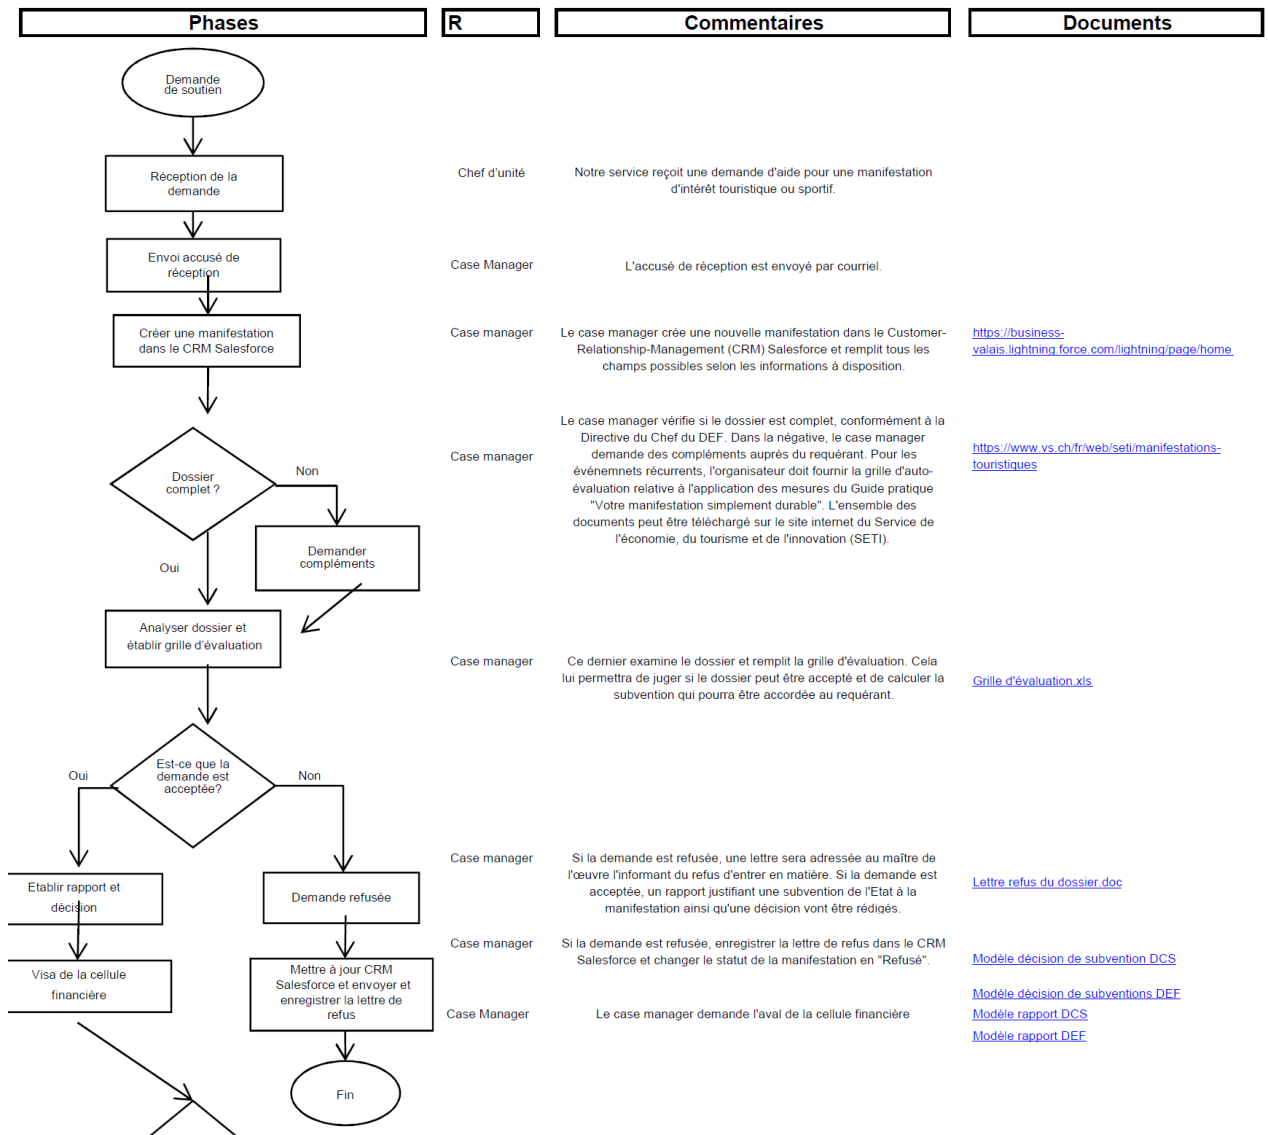 Phases
R
Commentaires
Documents
Demande
de soutien
Réception de la
demande
Chef d'unité
Notre service reçoit une demande d'aide pour une manifestation
d'intérêt touristique ou sportif.
Envoi accusé de
réception
Case Manager
L'accusé de réception est envoyé par courriel.
Créer une manifestation
dans le CRM Salesforce
Case manager
Le case manager crée une nouvelle manifestation dans le Customer-
Relationship-Management (CRM) Salesforce et remplit tous les
champs possibles selon les informations à disposition.
https://business-
valais.lightning.force.com/lightning/page/home
Dossier
complet ?
Non
Oui
Demander
compléments
Case manager
Le case manager vérifie si le dossier est complet, conformément à la
Directive du Chef du DEF. Dans la négative, le case manager
demande des compléments auprès du requérant. Pour les
événemnets récurrents, l'organisateur doit fournir la grille d'auto-
évaluation relative à l'application des mesures du Guide pratique
"Votre manifestation simplement durable". L'ensemble des
documents peut être téléchargé sur le site internet du Service de
l'économie, du tourisme et de l'innovation (SETI).
https://www.vs.ch/fr/web/seti/manifestations-
touristiques
Analyser dossier et
établir grille d'évaluation
Case manager
Ce dernier examine le dossier et remplit la grille d'évaluation. Cela
lui permettra de juger si le dossier peut être accepté et de calculer la
subvention qui pourra être accordée au requérant.
Grille d'évaluation.xls
Est-ce que la
demande est
acceptée?
Oui
Non
Etablir rapport et
décision
Demande refusée
Case manager
Si la demande est refusée, une lettre sera adressée au maître de
l'œuvre l'informant du refus d'entrer en matière. Si la demande est
acceptée, un rapport justifiant une subvention de l'Etat à la
manifestation ainsi qu'une décision vont être rédigés.
Lettre refus du dossier.doc
Visa de la cellule
financière
Mettre à jour CRM
Salesforce et envoyer et
enregistrer la lettre de
refus
Case manager
Si la demande est refusée, enregistrer la lettre de refus dans le CRM
Salesforce et changer le statut de la manifestation en "Refusé".
Modèle décision de subvention DCS
Modèle décision de subventions DEF
Case Manager
Le case manager demande l'aval de la cellule financière
Modèle rapport DCS
Modèle rapport DEF
Fin